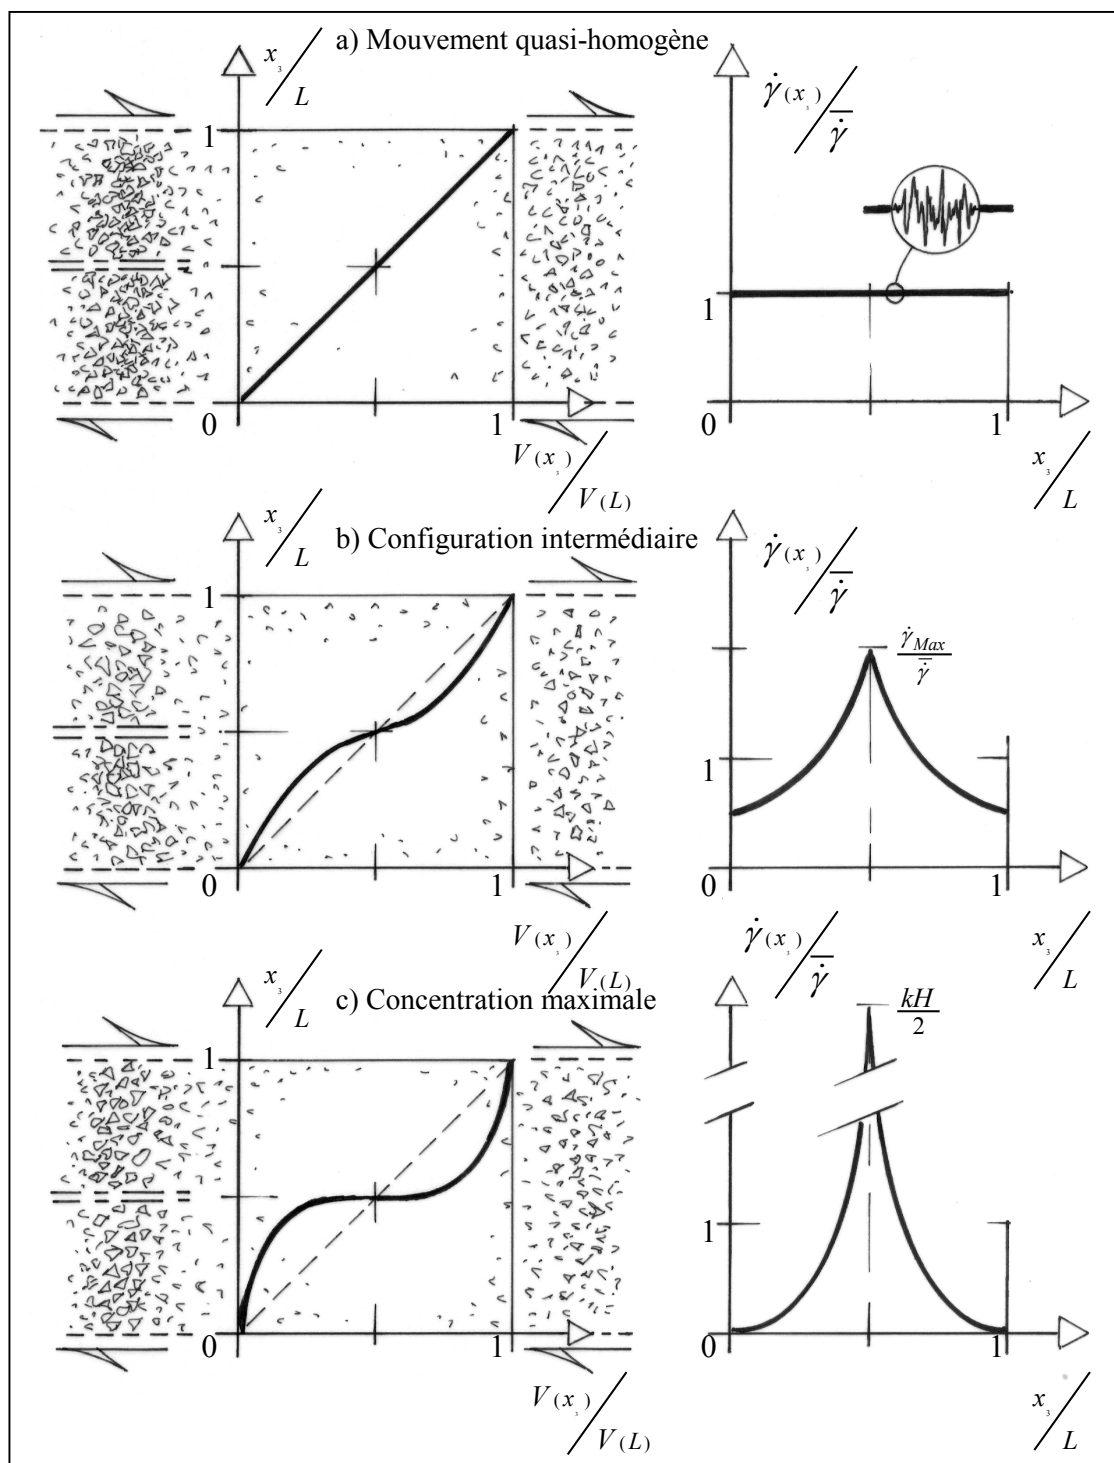 a) Mouvement quasi-homogène
x₃/L
1
0
1
V(x₃)/V(L)
γ̇(x₃)/γ̇̅
1
0
1
x₃/L
b) Configuration intermédiaire
x₃/L
1
0
1
V(x₃)/V(L)
γ̇(x₃)/γ̇̅
γ̇Max/γ̇̅
1
0
1
x₃/L
c) Concentration maximale
x₃/L
1
0
1
V(x₃)/V(L)
γ̇(x₃)/γ̇̅
kH/2
1
0
1
x₃/L